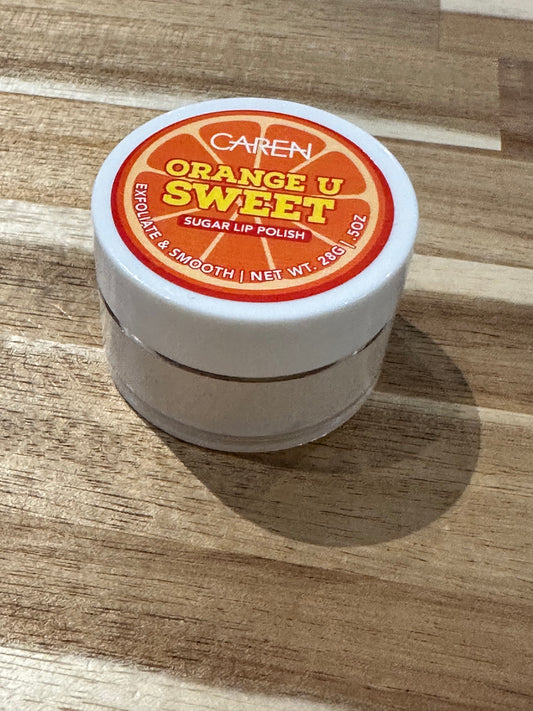 CAREN
ORANGE U
SWEET
SUGAR LIP POLISH
EXFOLIATE & SMOOTH | NET WT. 28G | .5OZ